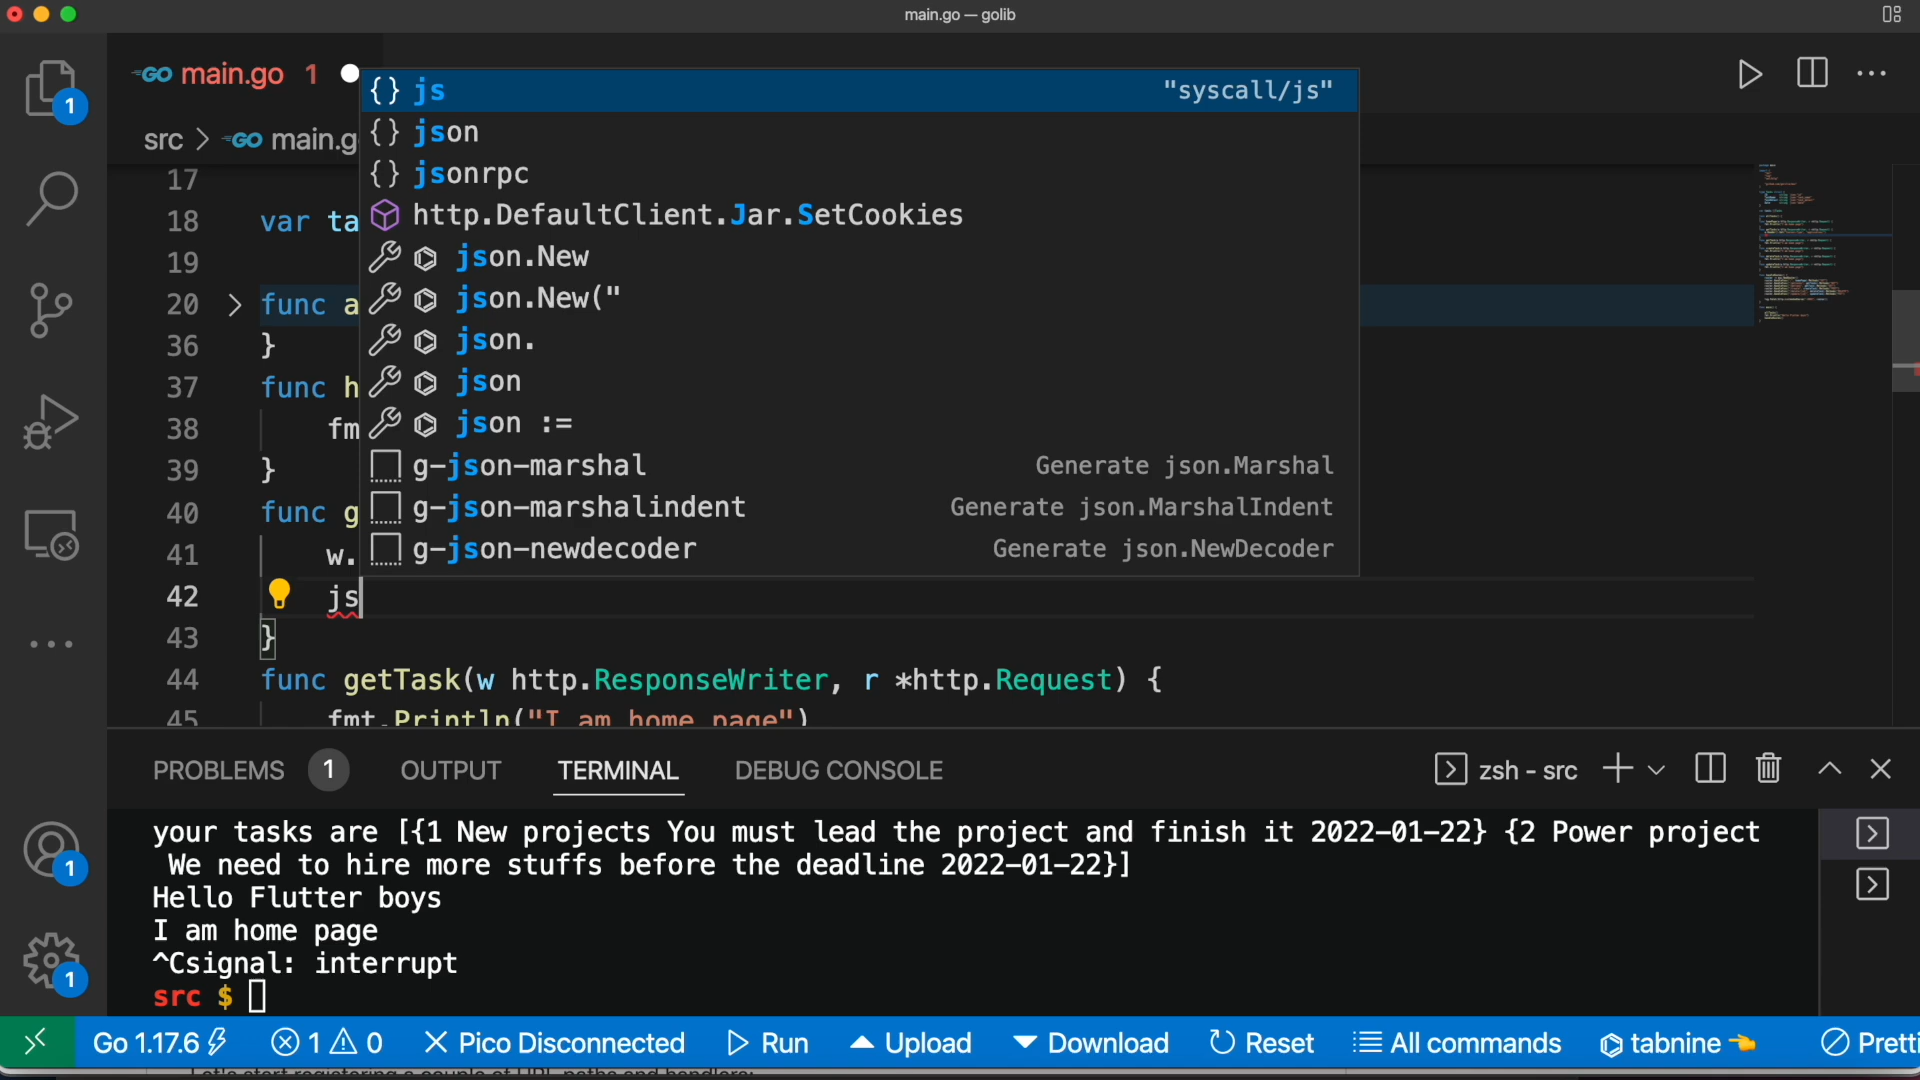 main.go — golib
GO main.go 1
1
src > GO main.g
js "syscall/js"
json
jsonrpc
http.DefaultClient.Jar.SetCookies
json.New
json.New("
json.
json
json :=
g-json-marshal Generate json.Marshal
g-json-marshalindent Generate json.MarshalIndent
g-json-newdecoder Generate json.NewDecoder
17
18 var ta
19
20 func a
36 }
37 func h
38 fm
39 }
40 func g
41 w.
42 js
43 }
44 func getTask(w http.ResponseWriter, r *http.Request) {
45 fmt.Println("I am home page")
PROBLEMS 1 OUTPUT TERMINAL DEBUG CONSOLE zsh - src
your tasks are [{1 New projects You must lead the project and finish it 2022-01-22} {2 Power project
We need to hire more stuffs before the deadline 2022-01-22}]
Hello Flutter boys
I am home page
^Csignal: interrupt
src $
1
1
Go 1.17.6 1 0 Pico Disconnected Run Upload Download Reset All commands tabnine Pretti